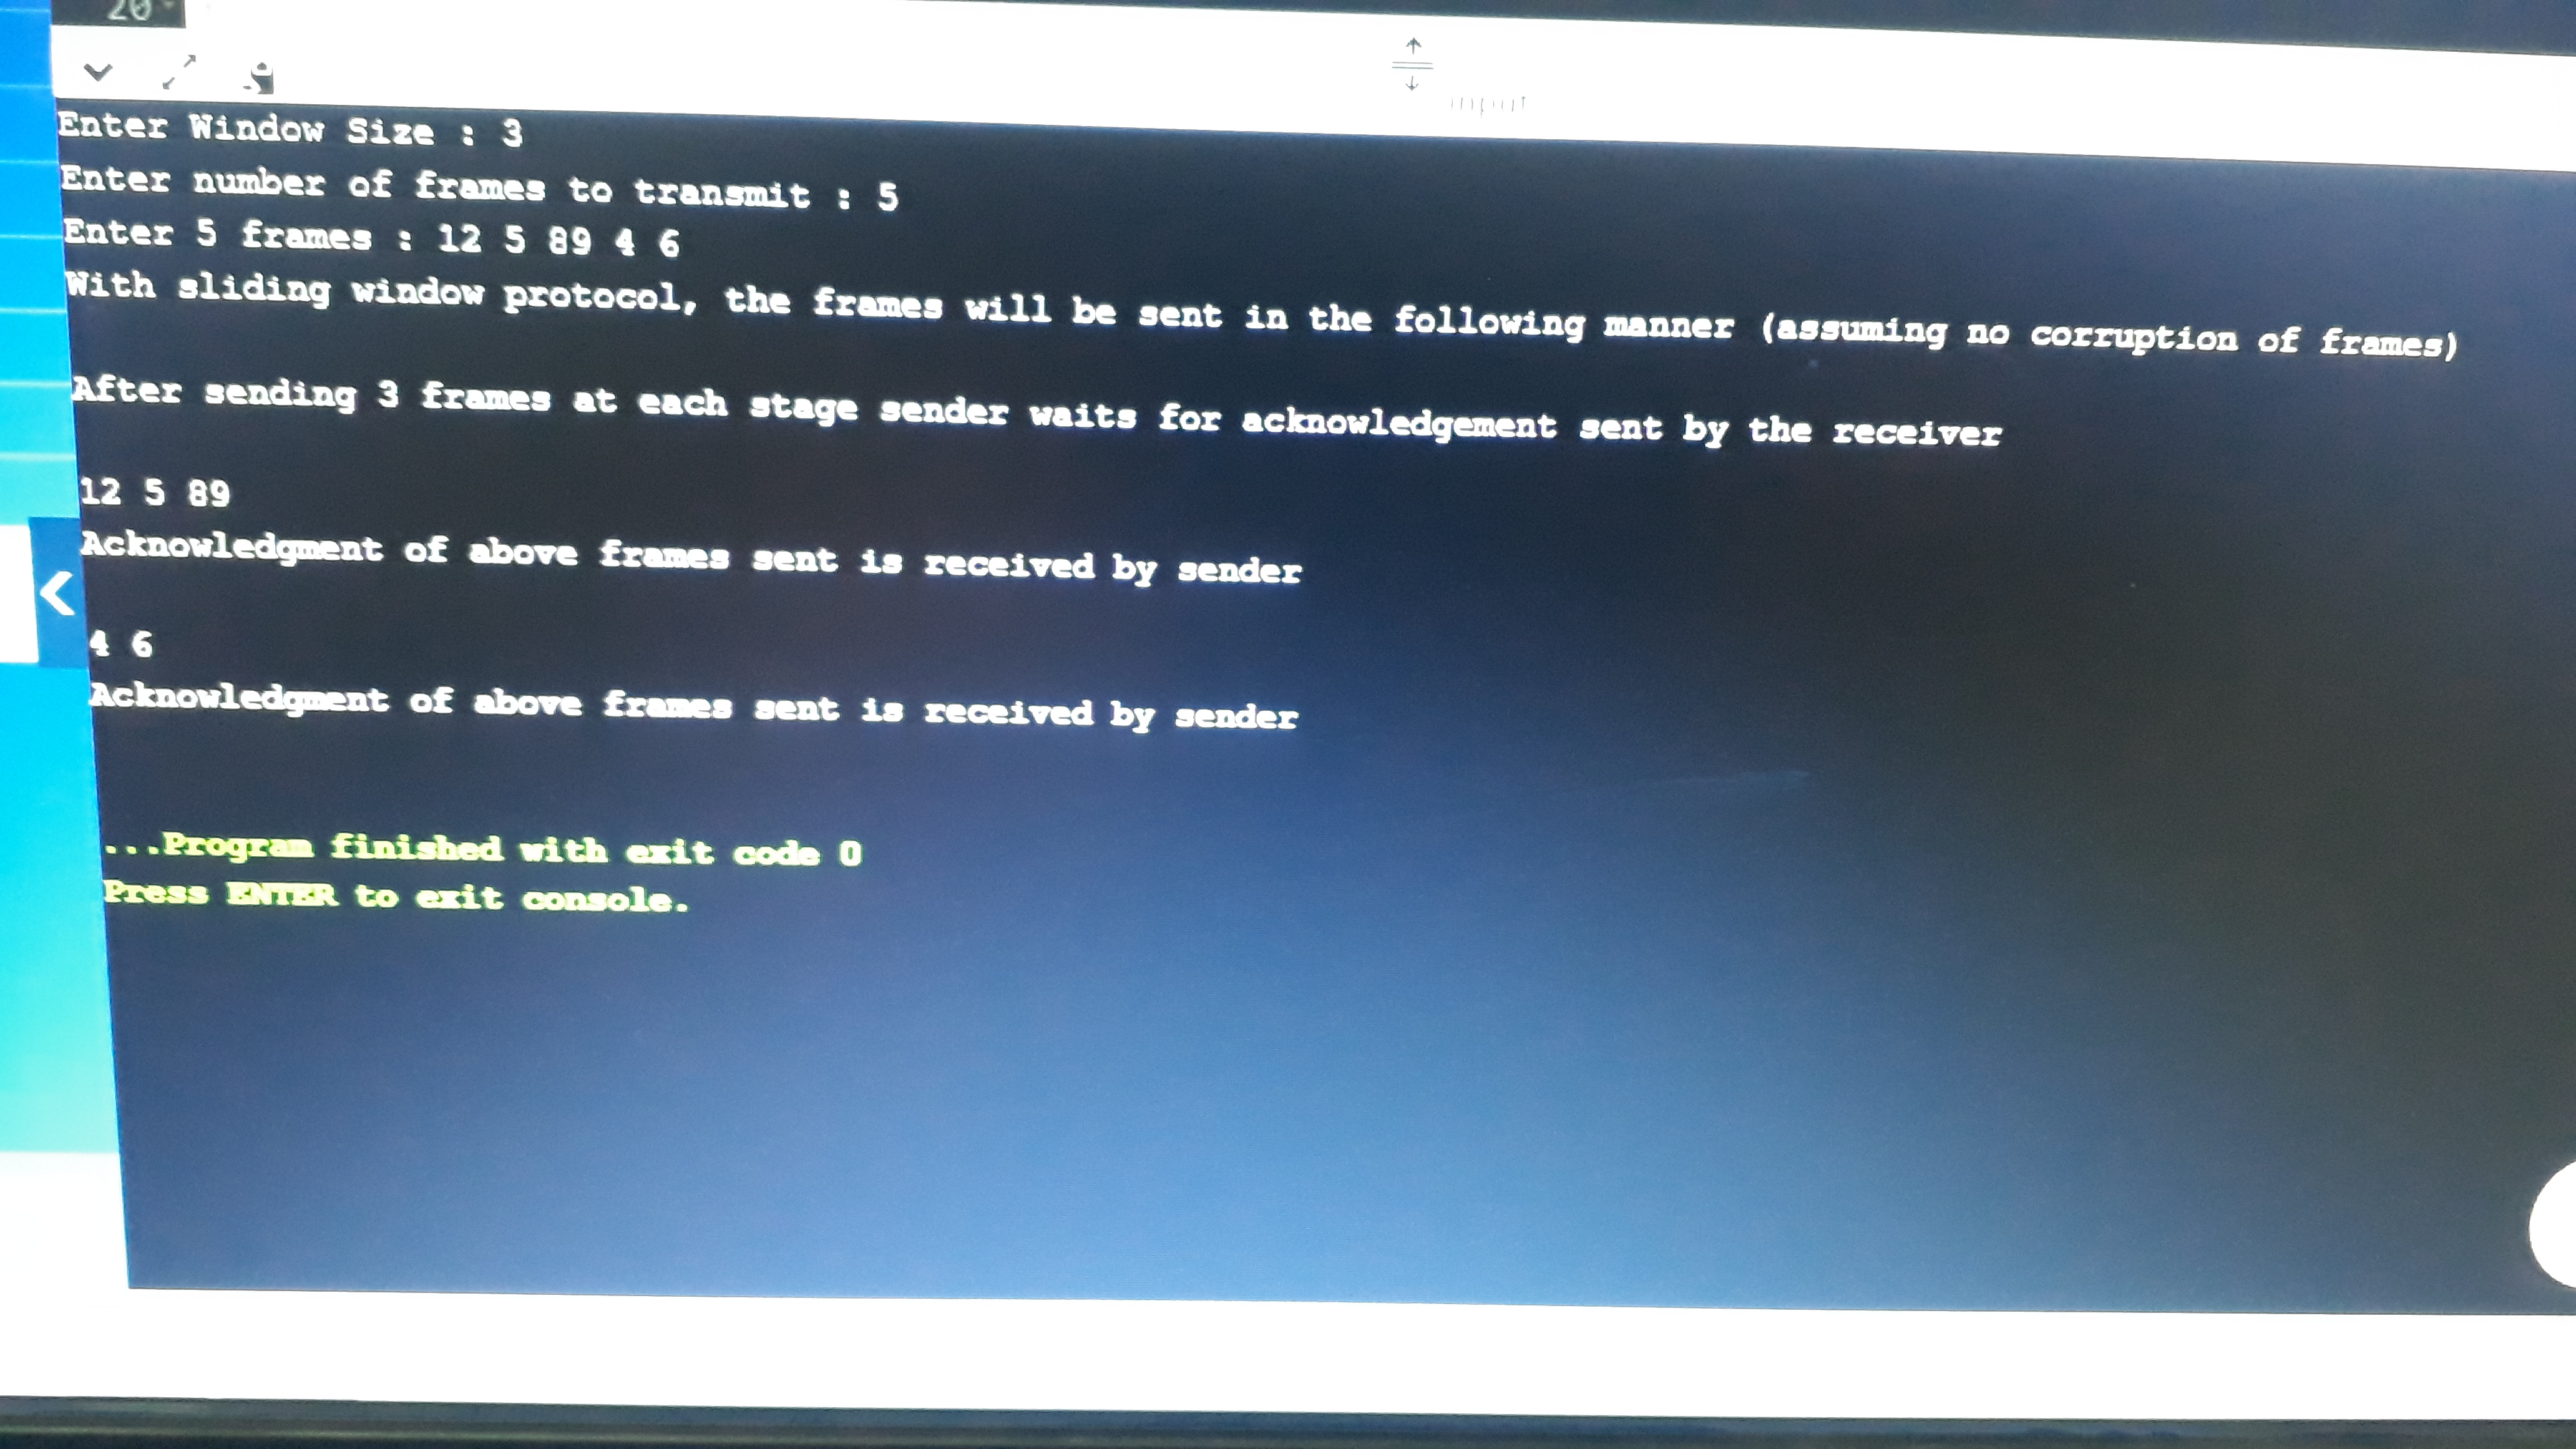 20
input
Enter Window Size : 3
Enter number of frames to transmit : 5
Enter 5 frames : 12 5 89 4 6
With sliding window protocol, the frames will be sent in the following manner (assuming no corruption of frames)
After sending 3 frames at each stage sender waits for acknowledgement sent by the receiver
12 5 89
Acknowledgment of above frames sent is received by sender
4 6
Acknowledgment of above frames sent is received by sender
...Program finished with exit code 0
Press ENTER to exit console.